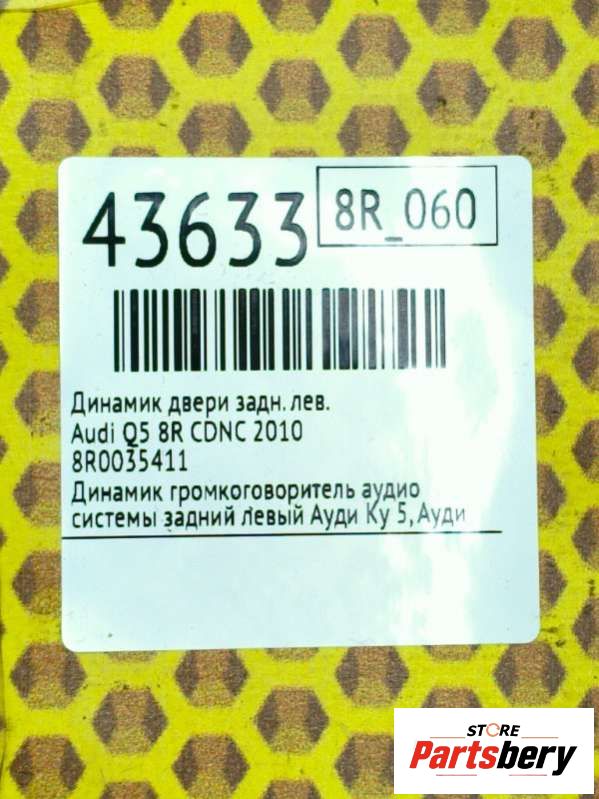 43633
8R_060
Динамик двери задн. лев.
Audi Q5 8R CDNC 2010
8R0035411
Динамик громкоговоритель аудио
системы задний левый Ауди Ку 5, Ауди
STORE
Partsbery